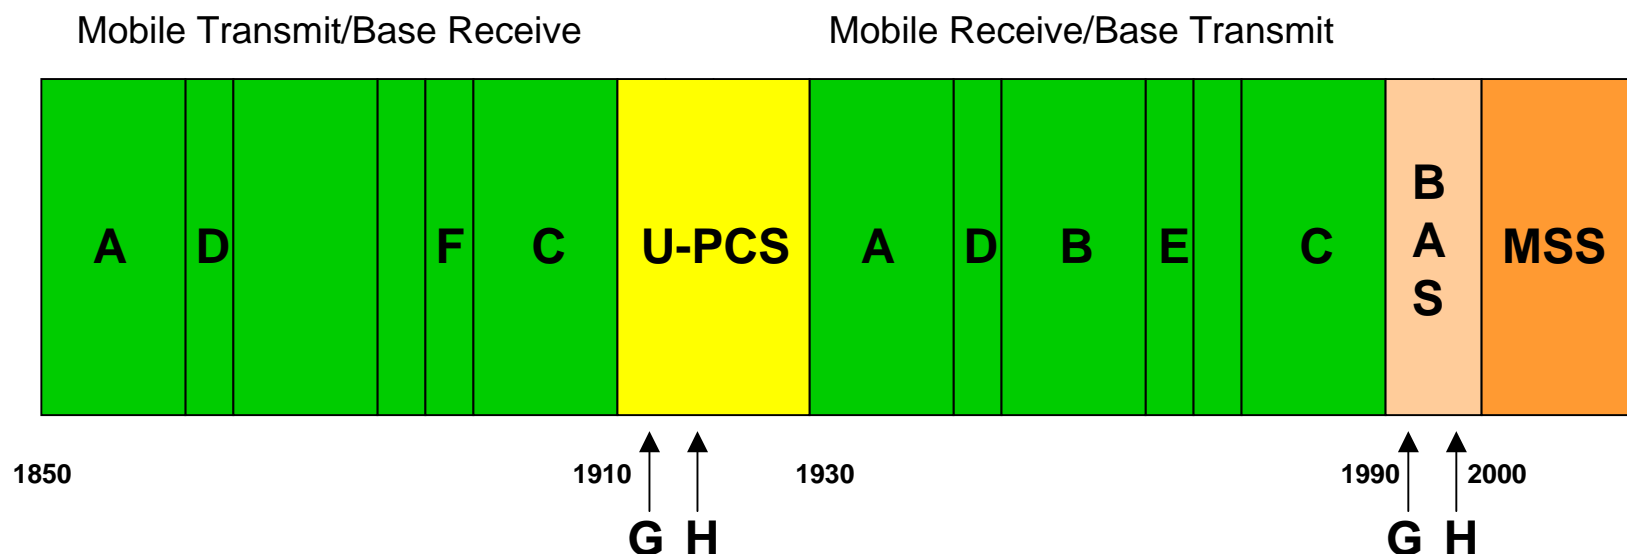 Mobile Transmit/Base Receive
Mobile Receive/Base Transmit
A D F C U-PCS A D B E C
B
A
S
MSS
1850 1910 1930 1990 2000
G H G H